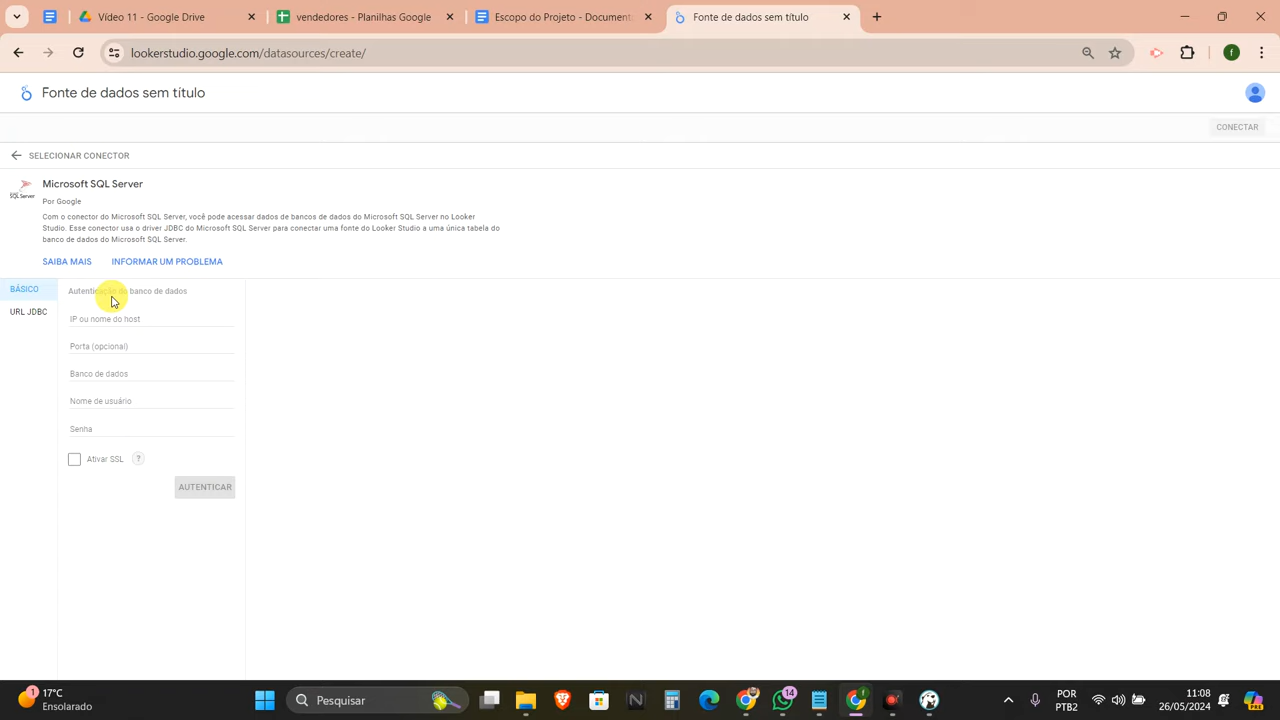 Vídeo 11 - Google Drive
vendedores - Planilhas Google
Escopo do Projeto - Document
Fonte de dados sem título
lookerstudio.google.com/datasources/create/
f
Fonte de dados sem título
CONECTAR
SELECIONAR CONECTOR
SQL Server
Microsoft SQL Server
Por Google
Com o conector do Microsoft SQL Server, você pode acessar dados de bancos de dados do Microsoft SQL Server no Looker
Studio. Esse conector usa o driver JDBC do Microsoft SQL Server para conectar uma fonte do Looker Studio a uma única tabela do
banco de dados do Microsoft SQL Server.
SAIBA MAIS
INFORMAR UM PROBLEMA
BÁSICO
Autenticação do banco de dados
URL JDBC
IP ou nome do host
Porta (opcional)
Banco de dados
Nome de usuário
Senha
Ativar SSL
?
AUTENTICAR
1
17°C
Ensolarado
Pesquisar
14
POR
PTB2
11:08
26/05/2024